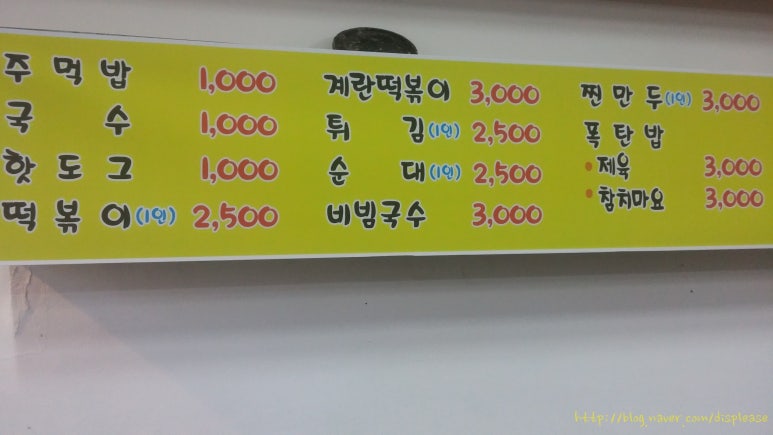 주먹밥 1,000
국수 1,000
핫도그 1,000
떡볶이(1인) 2,500
계란떡볶이 3,000
튀김(1인) 2,500
순대(1인) 2,500
비빔국수 3,000
찐만두(1인) 3,000
폭탄밥
• 제육 3,000
• 참치마요 3,000
http://blog.naver.com/displease